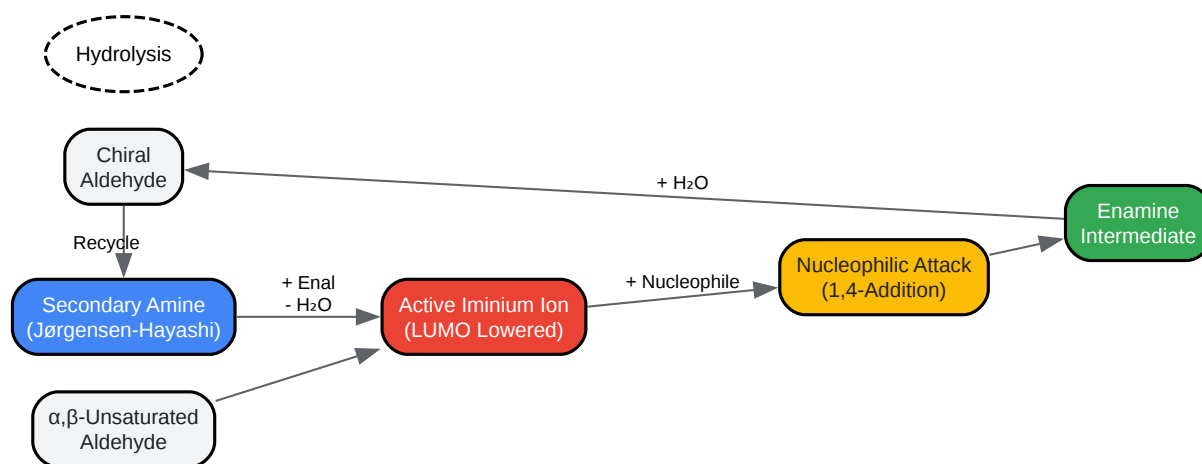 Hydrolysis
Chiral
Aldehyde
+ H₂O
Enamine
Intermediate
Recycle
Nucleophilic Attack
(1,4-Addition)
+ Enal
- H₂O
+ Nucleophile
Secondary Amine
(Jørgensen-Hayashi)
Active Iminium Ion
(LUMO Lowered)
α,β-Unsaturated
Aldehyde